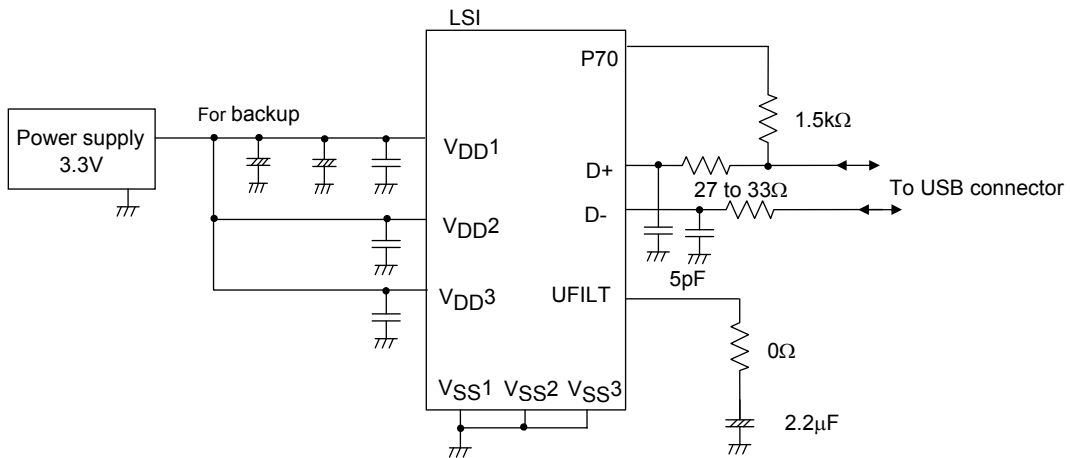 LSI
P70
For backup
Power supply
3.3V
1.5kΩ
VDD1
D+
27 to 33Ω
To USB connector
D-
VDD2
5pF
VDD3
UFILT
0Ω
VSS1
VSS2
VSS3
2.2μF